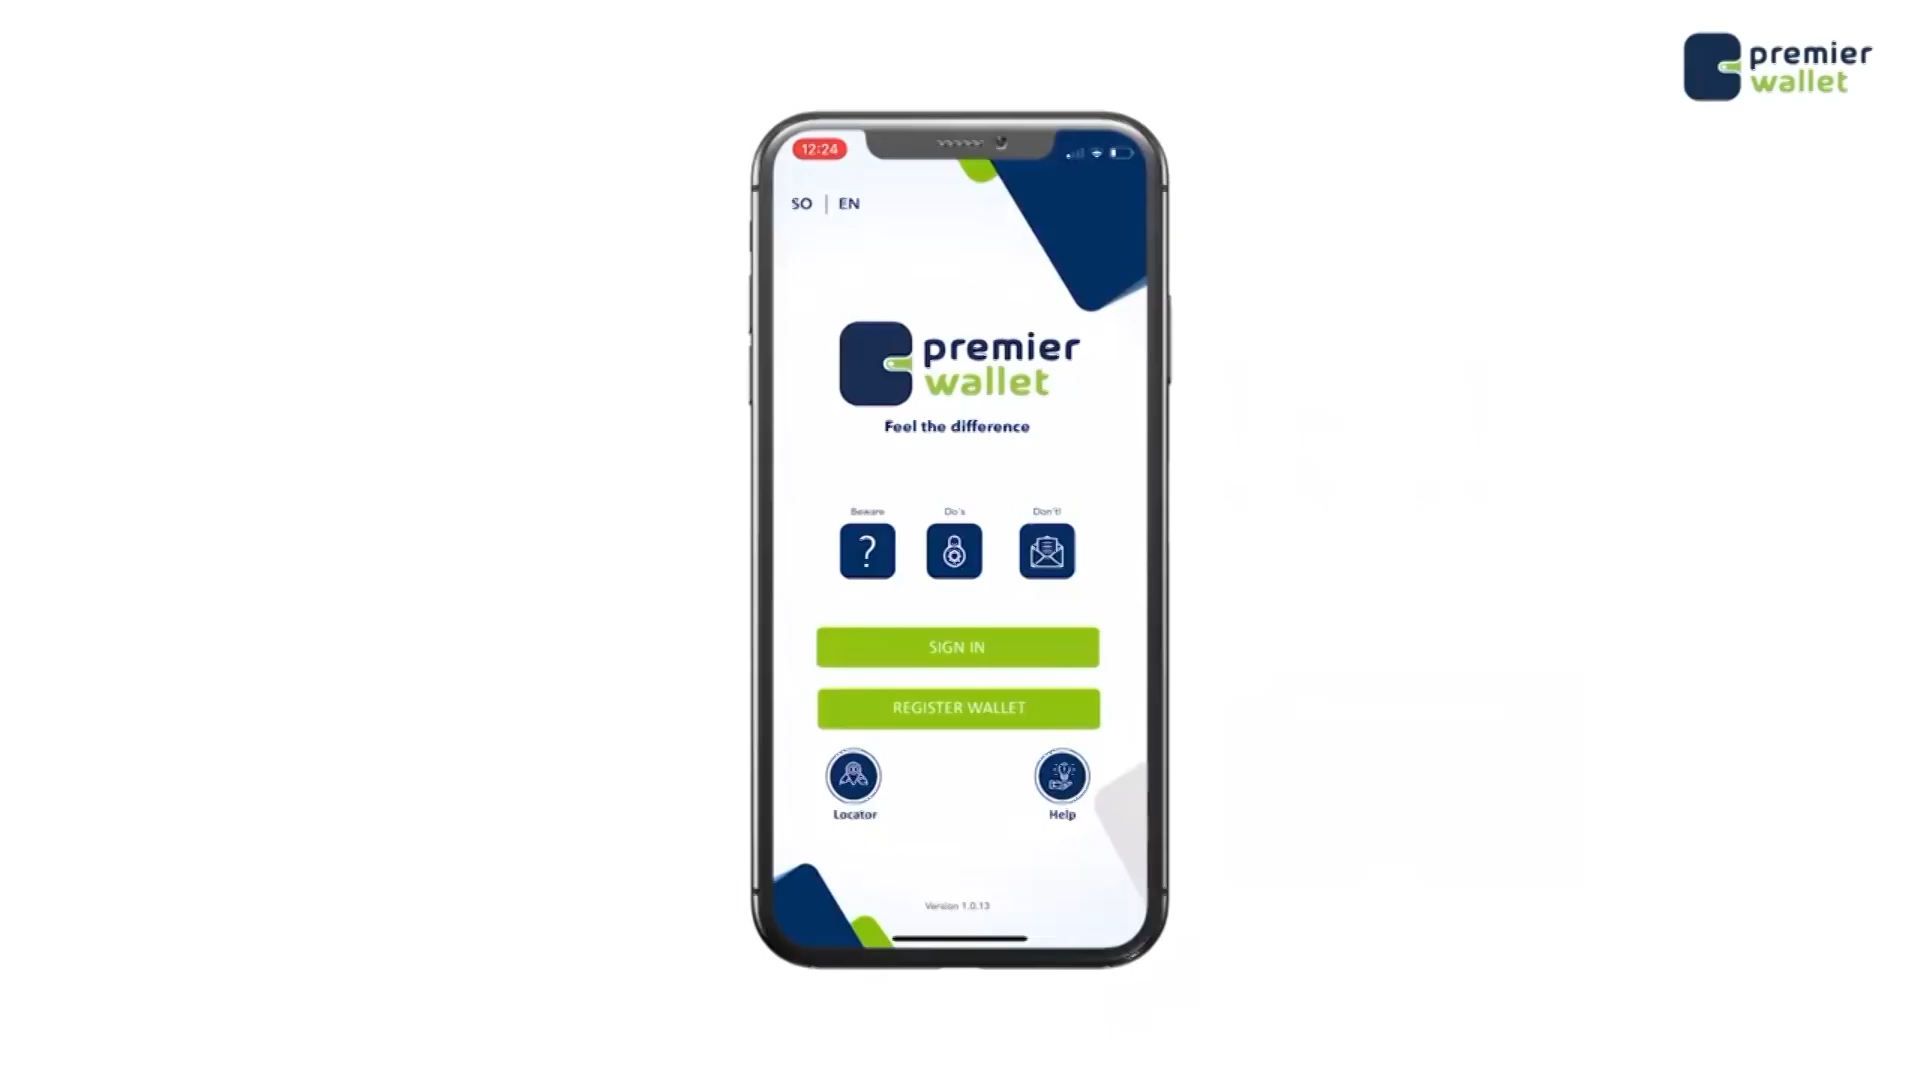 premier
wallet
12:24
SO | EN
premier
wallet
Feel the difference
Beware
Do's
Don't!
?
SIGN IN
REGISTER WALLET
Locator
Help
Version 1.0.13